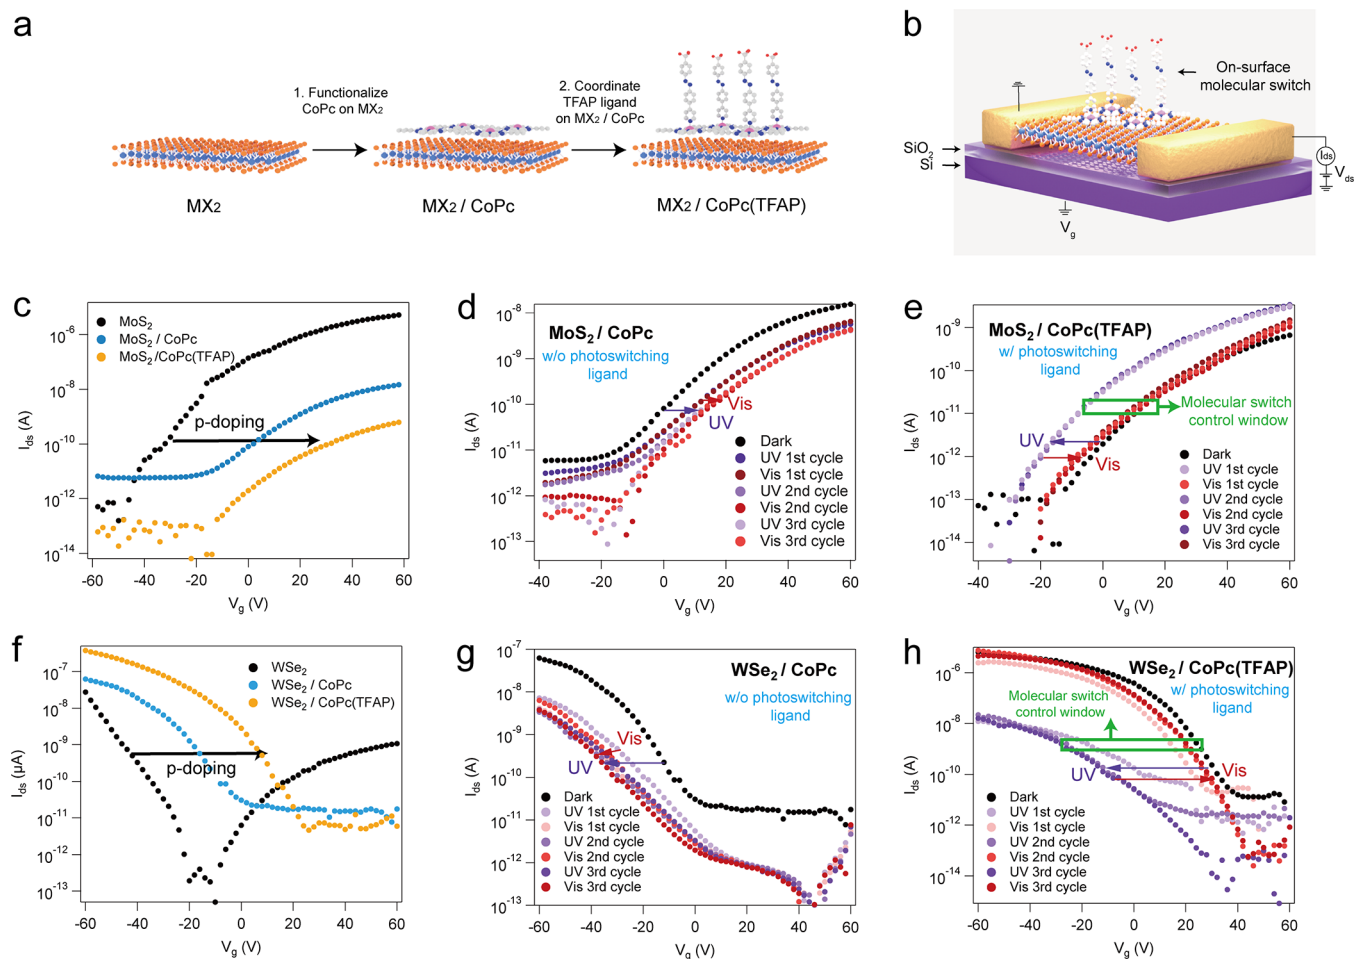 a
1. Functionalize
CoPc on MX2
2. Coordinate
TFAP ligand
on MX2 / CoPc
MX2
MX2 / CoPc
MX2 / CoPc(TFAP)
b
On-surface
molecular switch
SiO2
Si
Ids
Vds
Vg
c
MoS2
MoS2 / CoPc
MoS2/CoPc(TFAP)
p-doping
Ids (A)
10-6
10-8
10-10
10-12
10-14
-60 -40 -20 0 20 40 60
Vg (V)
d
MoS2 / CoPc
w/o photoswitching
ligand
Vis
UV
Dark
UV 1st cycle
Vis 1st cycle
UV 2nd cycle
Vis 2nd cycle
UV 3rd cycle
Vis 3rd cycle
Ids (A)
10-8
10-9
10-10
10-11
10-12
10-13
-40 -20 0 20 40 60
Vg (V)
e
MoS2 / CoPc(TFAP)
w/ photoswitching
ligand
Molecular switch
control window
UV
Vis
Dark
UV 1st cycle
Vis 1st cycle
UV 2nd cycle
Vis 2nd cycle
UV 3rd cycle
Vis 3rd cycle
Ids (A)
10-9
10-10
10-11
10-12
10-13
10-14
-40 -20 0 20 40 60
Vg (V)
f
WSe2
WSe2 / CoPc
WSe2 / CoPc(TFAP)
p-doping
Ids (µA)
10-7
10-8
10-9
10-10
10-11
10-12
10-13
-60 -40 -20 0 20 40 60
Vg (V)
g
WSe2 / CoPc
w/o photoswitching
ligand
Vis
UV
Dark
UV 1st cycle
Vis 1st cycle
UV 2nd cycle
Vis 2nd cycle
UV 3rd cycle
Vis 3rd cycle
Ids (A)
10-7
10-8
10-9
10-10
10-11
10-12
10-13
-60 -40 -20 0 20 40 60
Vg (V)
h
WSe2 / CoPc(TFAP)
w/ photoswitching
ligand
Molecular switch
control window
UV
Vis
Dark
UV 1st cycle
Vis 1st cycle
UV 2nd cycle
Vis 2nd cycle
UV 3rd cycle
Vis 3rd cycle
Ids (A)
10-6
10-8
10-10
10-12
10-14
-60 -40 -20 0 20 40 60
Vg (V)